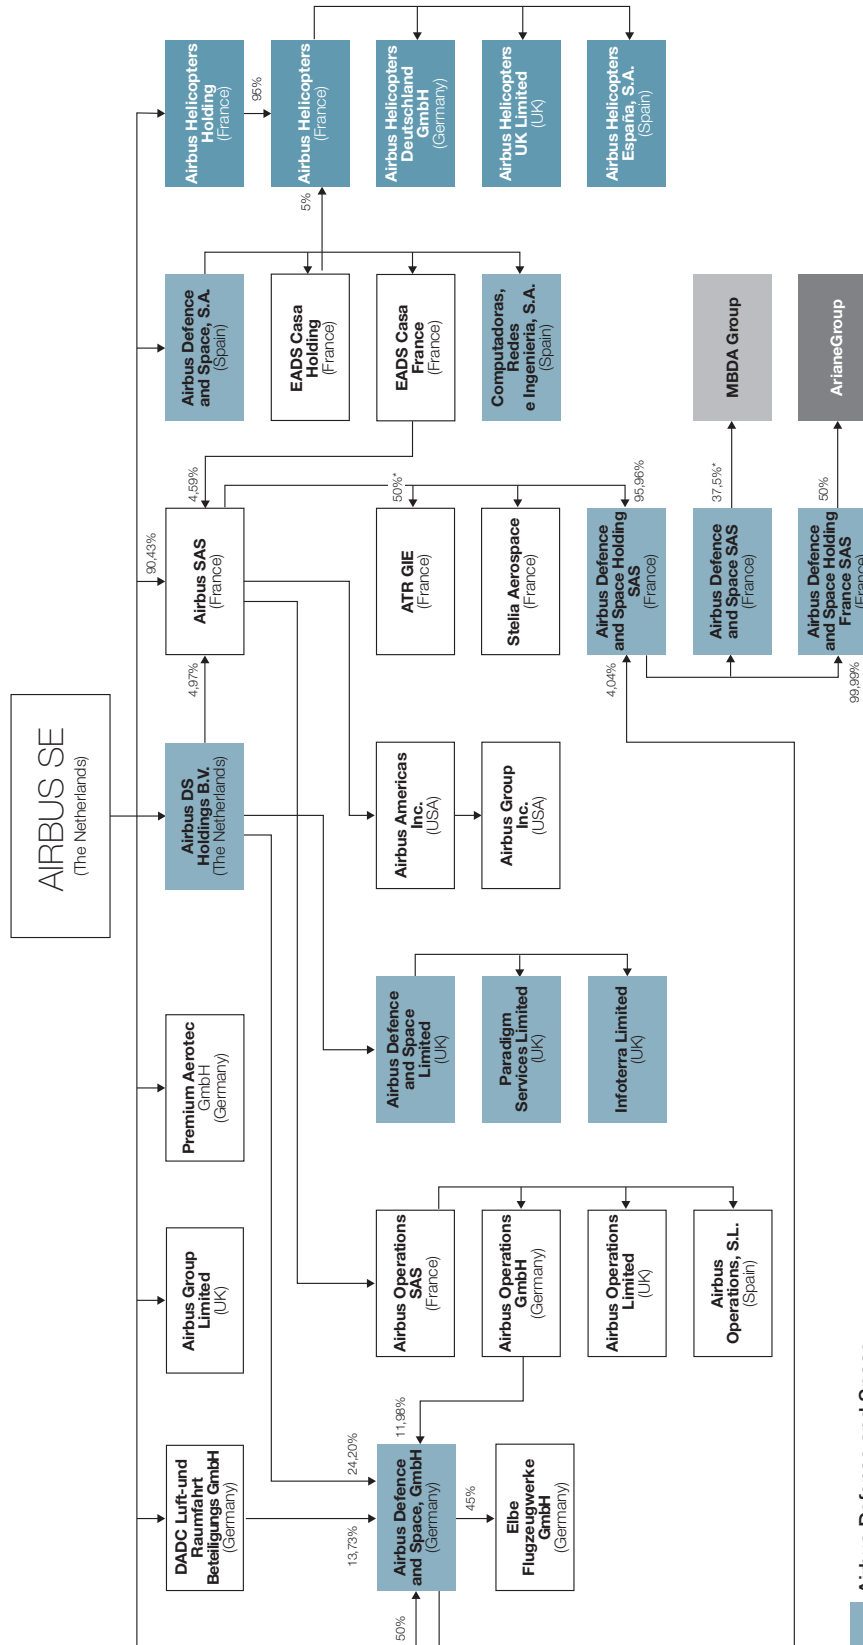 AIRBUS SE
(The Netherlands)
DADC Luft-und
Raumfahrt
Beteiligungs GmbH
(Germany)
Airbus Group
Limited
(UK)
Premium Aerotec
GmbH
(Germany)
Airbus DS
Holdings B.V.
(The Netherlands)
4,97%
90,43%
Airbus SAS
(France)
4,59%
Airbus Defence
and Space, S.A.
(Spain)
Airbus Helicopters
Holding
(France)
95%
EADS Casa
Holding
(France)
5%
Airbus Helicopters
(France)
13,73%
24,20%
11,98%
50%
Airbus Defence
and Space, GmbH
(Germany)
45%
Airbus Operations
SAS
(France)
Airbus Defence
and Space
Limited
(UK)
Airbus Americas
Inc.
(USA)
50%*
ATR GIE
(France)
EADS Casa
France
(France)
Airbus Helicopters
Deutschland
GmbH
(Germany)
Elbe
Flugzeugwerke
GmbH
(Germany)
Airbus Operations
GmbH
(Germany)
Paradigm
Services Limited
(UK)
Airbus Group
Inc.
(USA)
Stelia Aerospace
(France)
Computadoras,
Redes
e Ingenieria, S.A.
(Spain)
Airbus Helicopters
UK Limited
(UK)
Airbus Operations
Limited
(UK)
Infoterra Limited
(UK)
4,04%
Airbus Defence
and Space Holding
SAS
(France)
95,96%
Airbus Helicopters
España, S.A.
(Spain)
Airbus
Operations, S.L.
(Spain)
Airbus Defence
and Space SAS
(France)
37,5%*
MBDA Group
99,99%
Airbus Defence
and Space Holding
France SAS
(France)
50%
ArianeGroup
Airbus Defence and Space